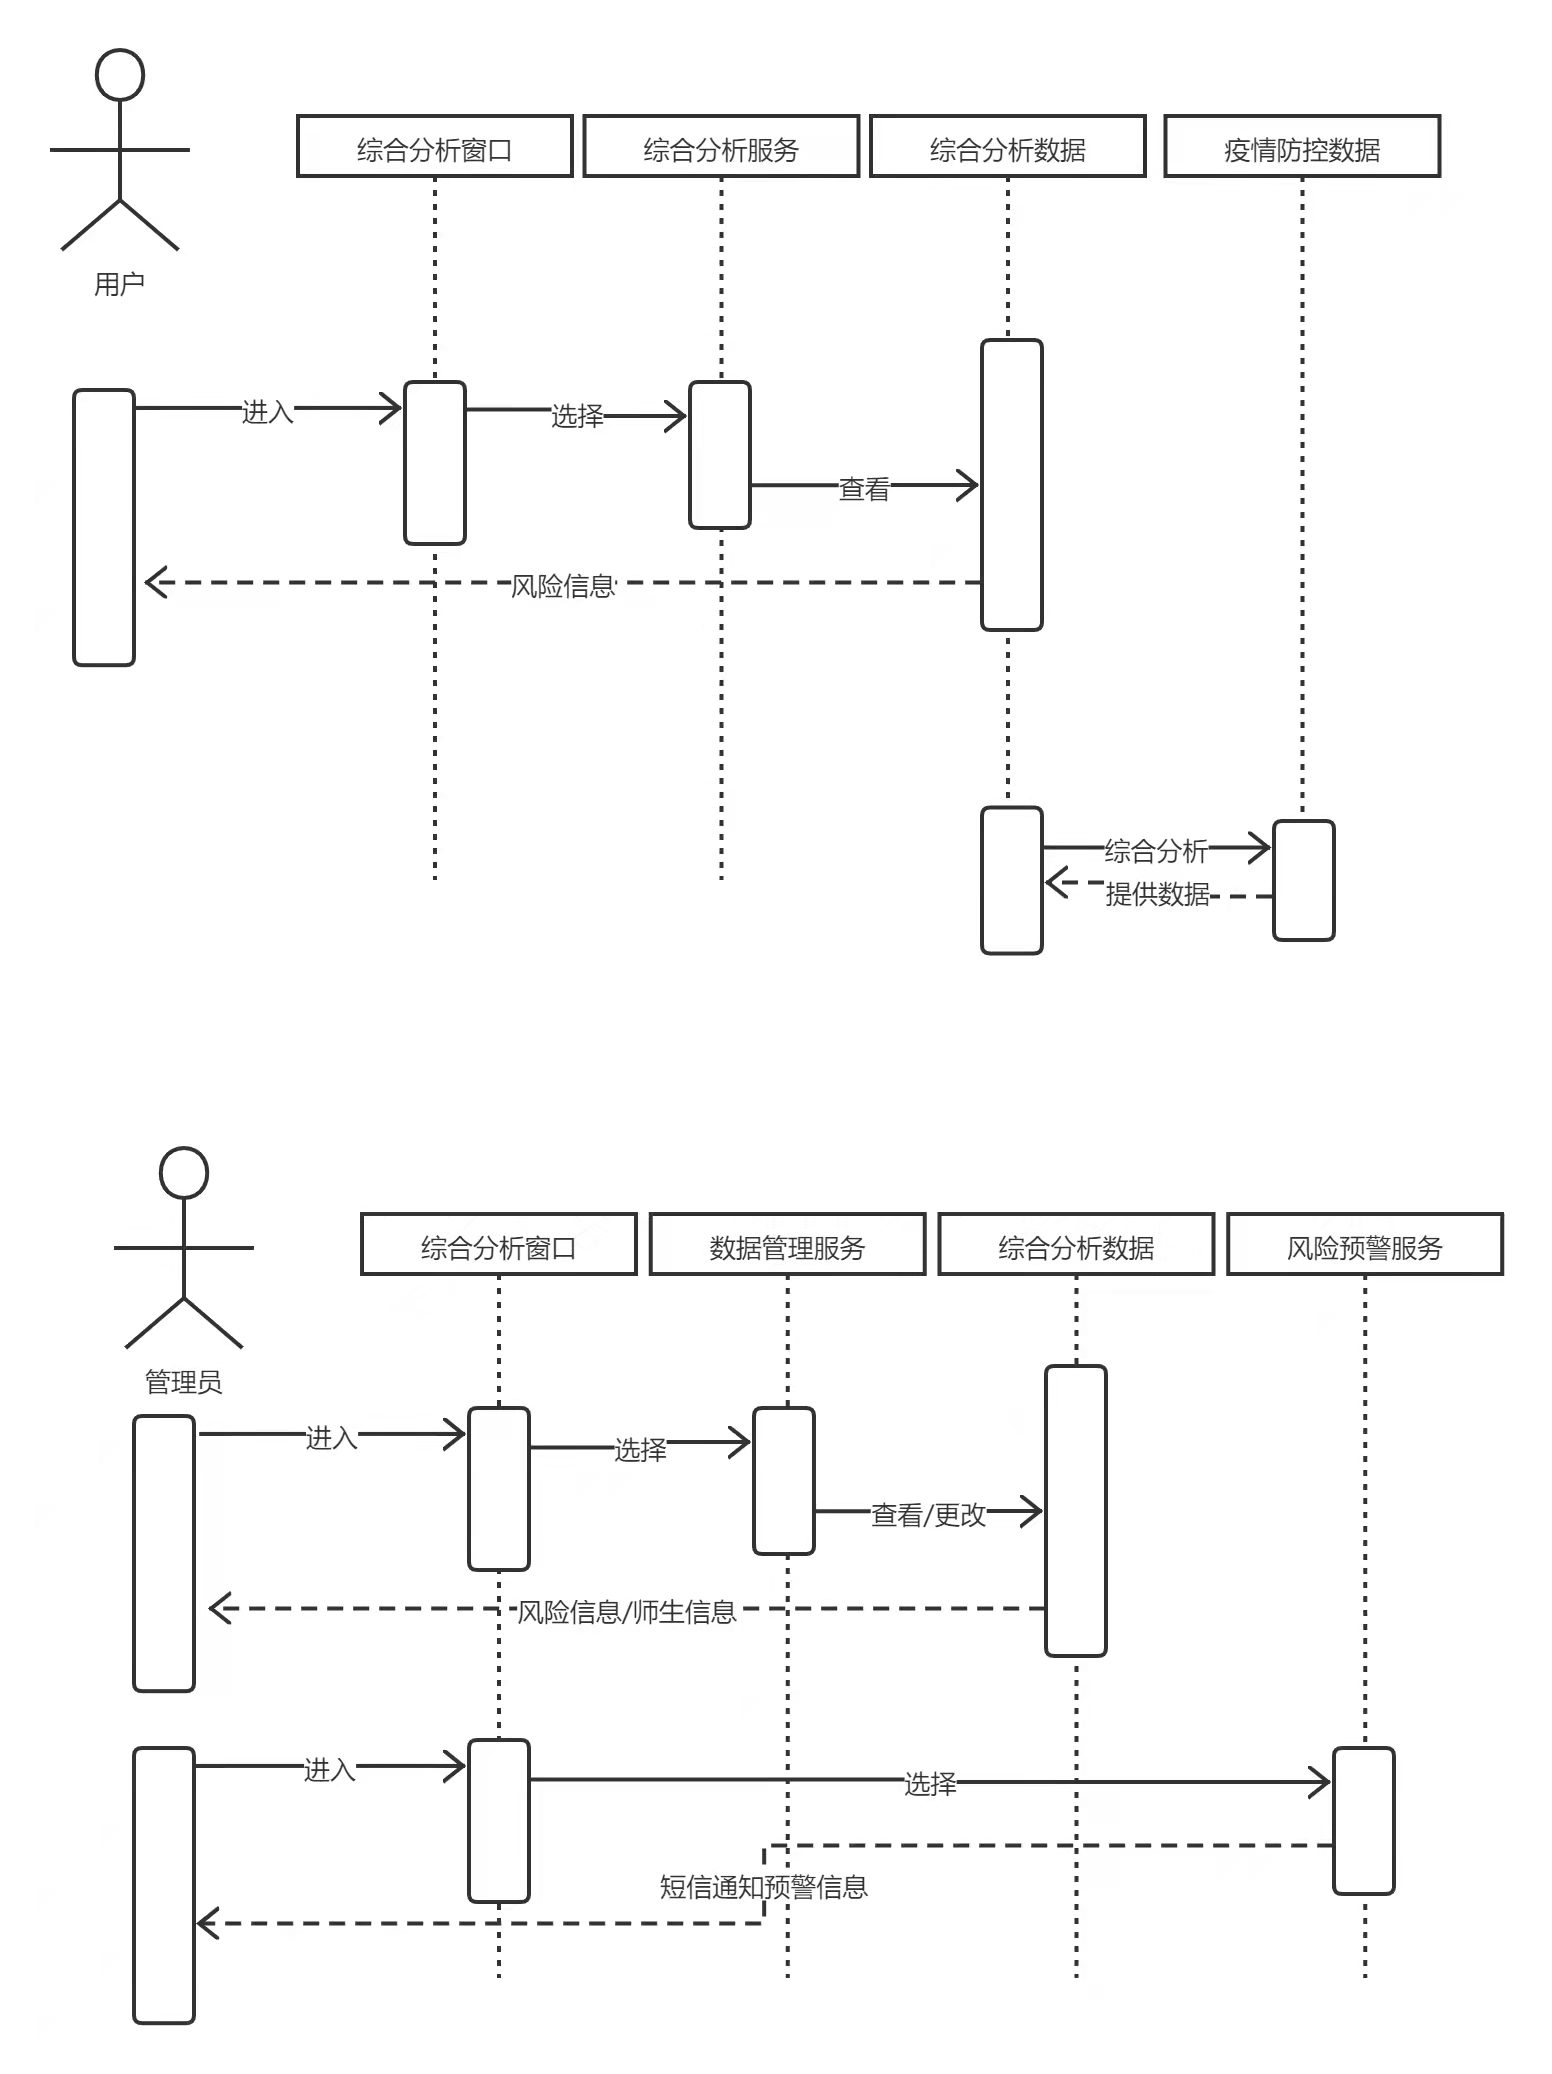 综合分析窗口
综合分析服务
综合分析数据
疫情防控数据
用户
进入
选择
查看
风险信息
综合分析
提供数据
综合分析窗口
数据管理服务
综合分析数据
风险预警服务
管理员
进入
选择
查看/更改
风险信息/师生信息
进入
选择
短信通知预警信息